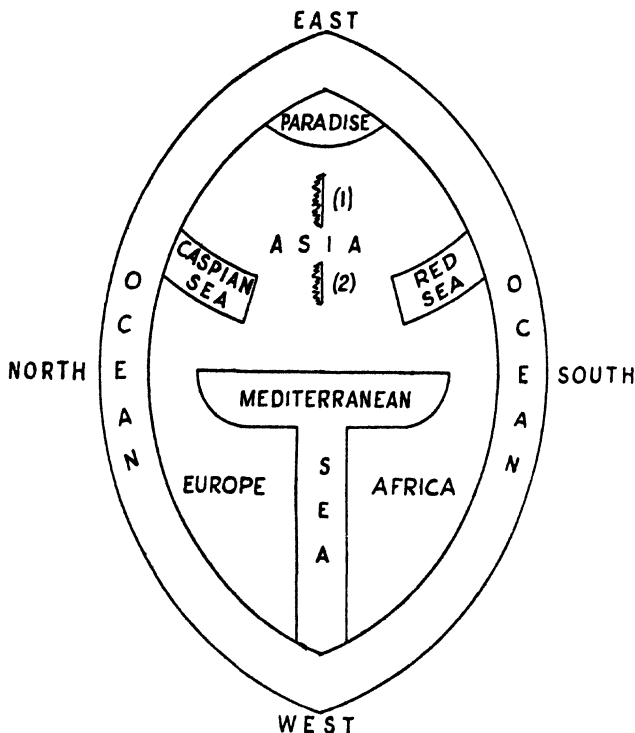 EAST
PARADISE
(1)
ASIA
CASPIAN
SEA
(2)
RED
SEA
OCEAN
OCEAN
NORTH
SOUTH
MEDITERRANEAN
SEA
EUROPE
AFRICA
WEST